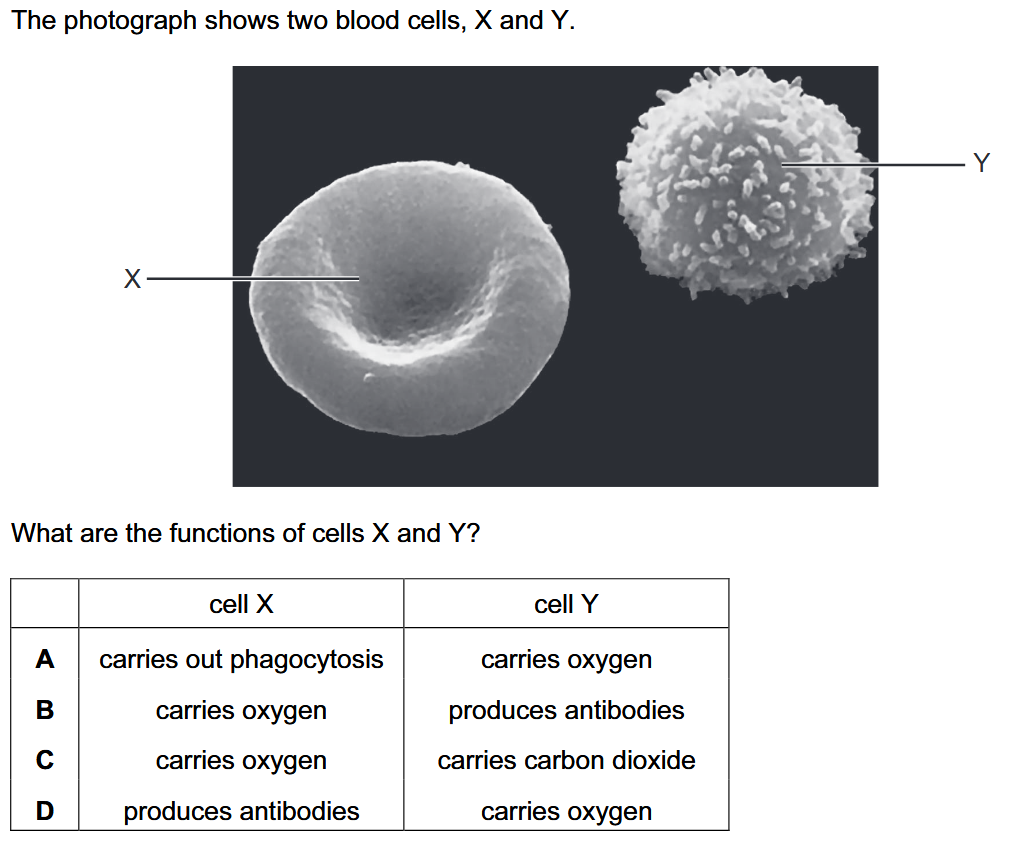 The photograph shows two blood cells, X and Y.
Y
X
What are the functions of cells X and Y?
cell X cell Y
A carries out phagocytosis carries oxygen
B carries oxygen produces antibodies
C carries oxygen carries carbon dioxide
D produces antibodies carries oxygen